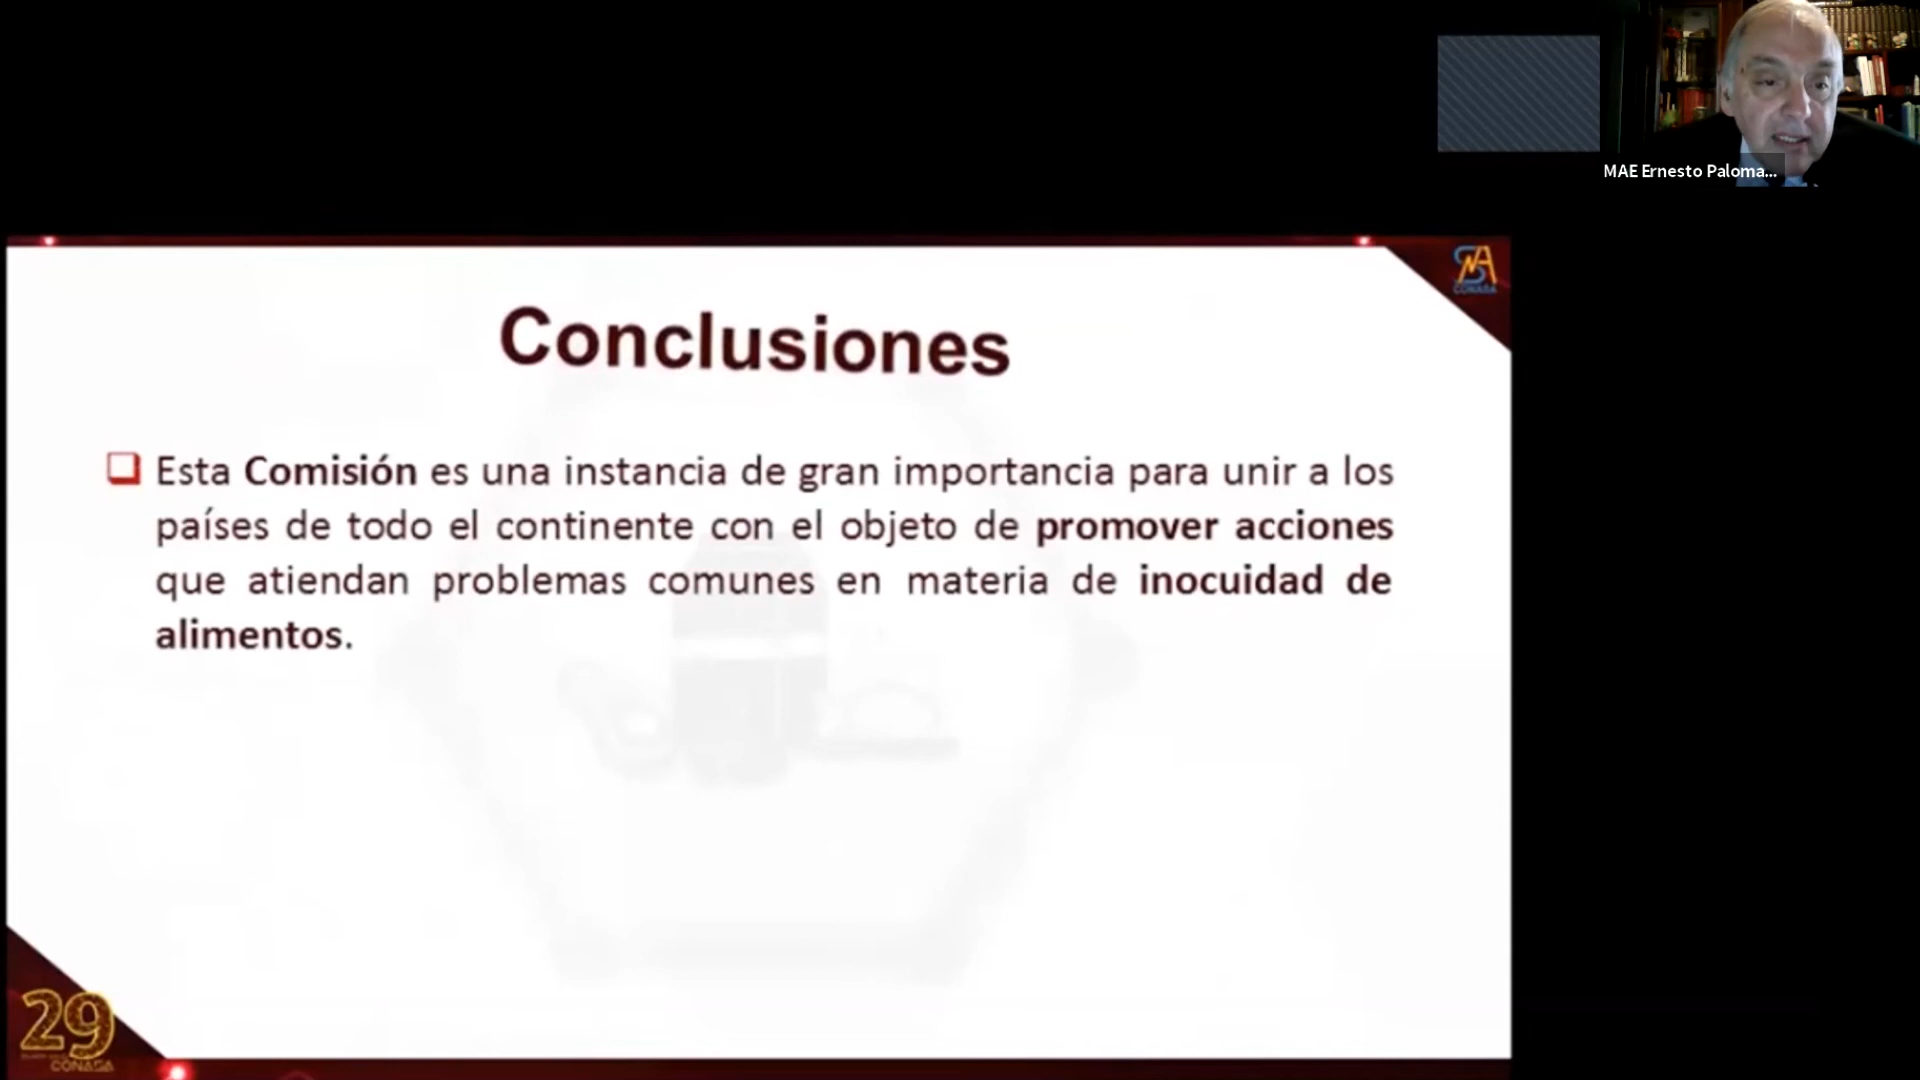 MAE Ernesto Paloma...
Conclusiones
Esta Comisión es una instancia de gran importancia para unir a los
países de todo el continente con el objeto de promover acciones
que atiendan problemas comunes en materia de inocuidad de
alimentos.
CONASA
29
CONASA